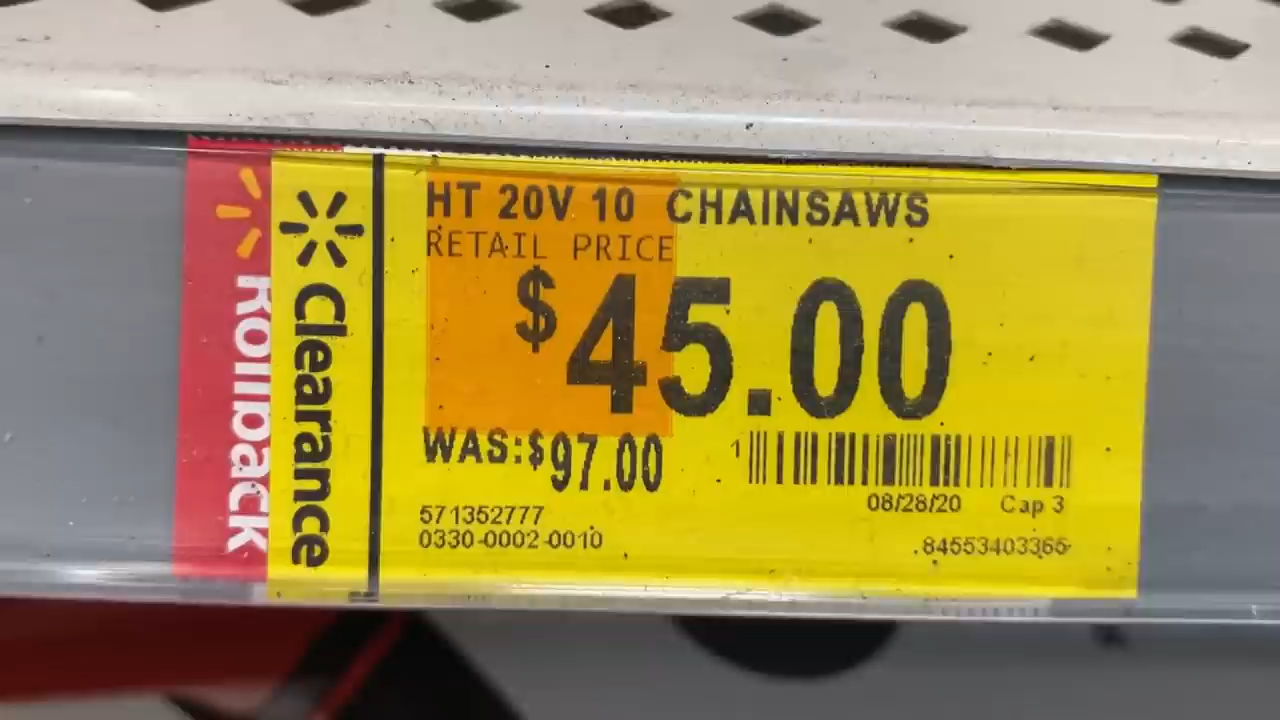 Rollback
Clearance
HT 20V 10 CHAINSAWS
RETAIL PRICE
$45.00
WAS:$97.00
1
08/28/20 Cap 3
571352777
0330-0002-0010
84553403365